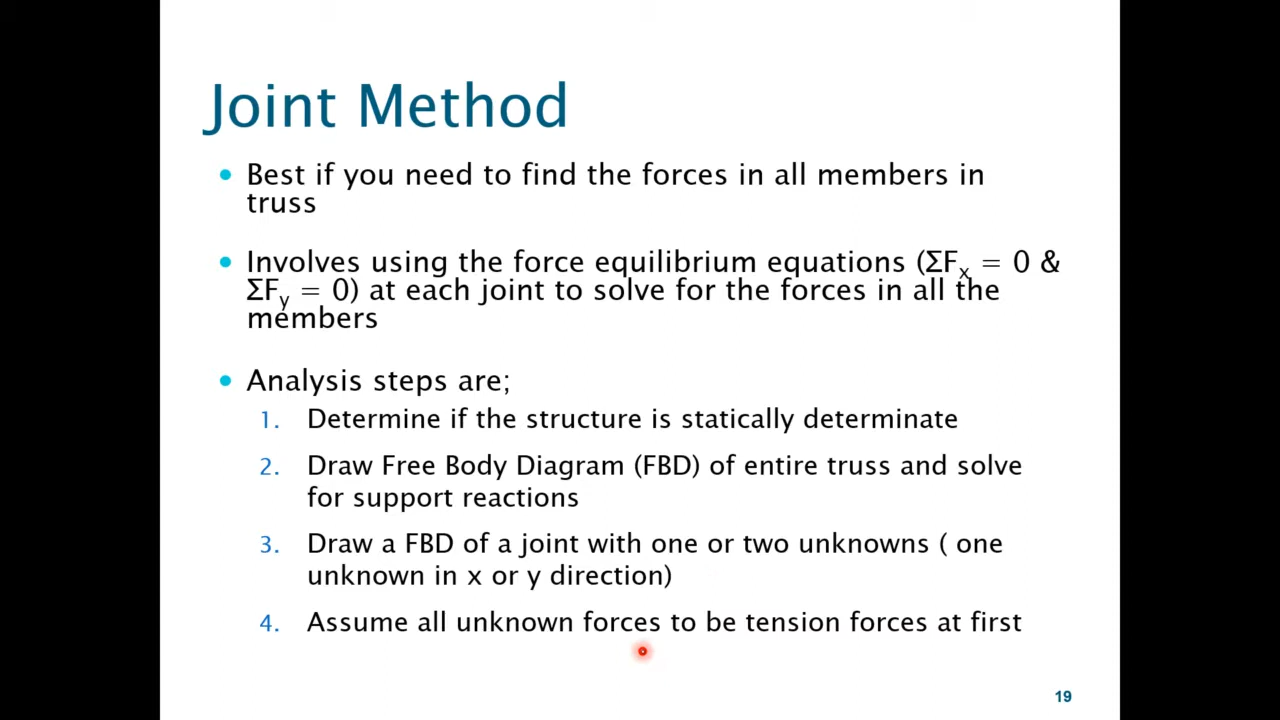 Joint Method
• Best if you need to find the forces in all members in
truss
• Involves using the force equilibrium equations (ΣFx = 0 &
ΣFy = 0) at each joint to solve for the forces in all the
members
• Analysis steps are;
1. Determine if the structure is statically determinate
2. Draw Free Body Diagram (FBD) of entire truss and solve
for support reactions
3. Draw a FBD of a joint with one or two unknowns ( one
unknown in x or y direction)
4. Assume all unknown forces to be tension forces at first
19